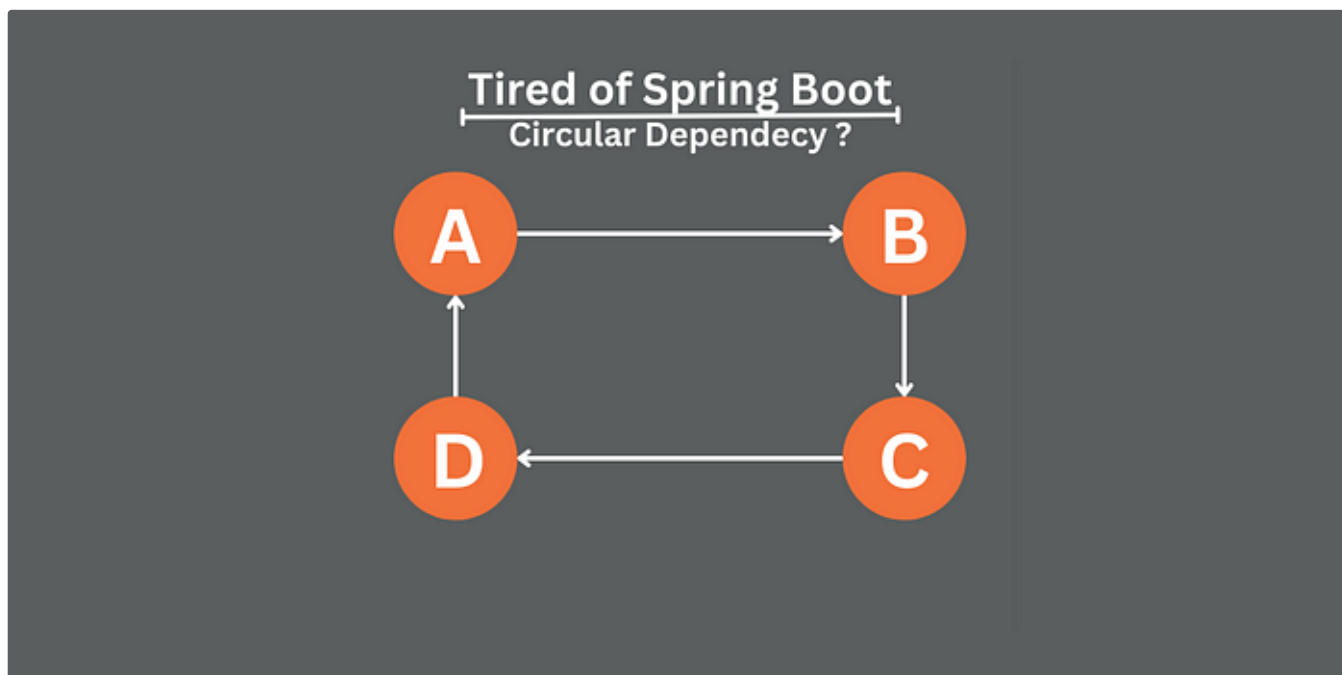 Tired of Spring Boot
Circular Dependecy ?
A
B
D
C